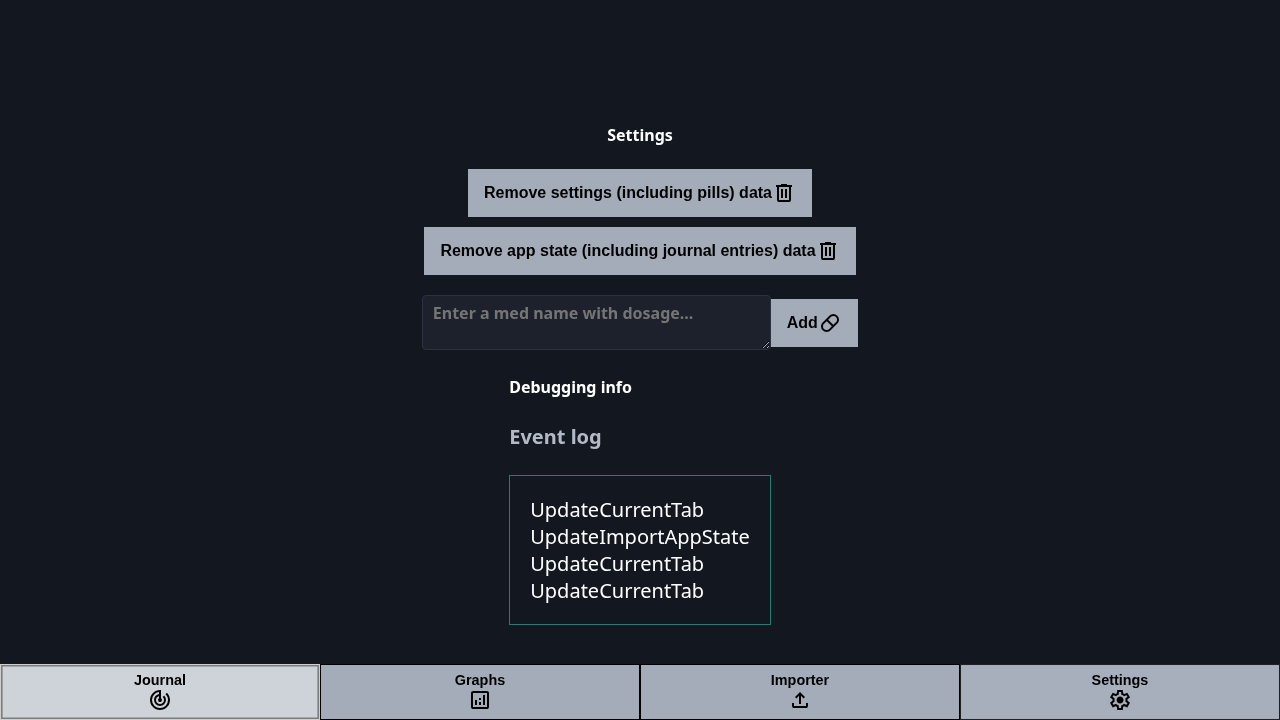 Settings
Remove settings (including pills) data
Remove app state (including journal entries) data
Enter a med name with dosage...
Add
Debugging info
Event log
UpdateCurrentTab
UpdateImportAppState
UpdateCurrentTab
UpdateCurrentTab
Journal
Graphs
Importer
Settings